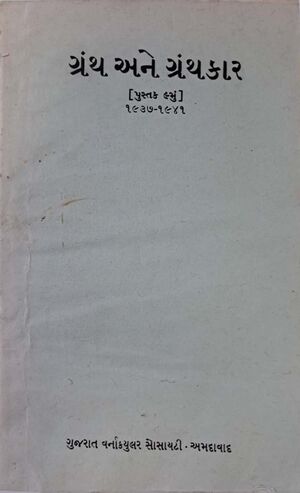 ગ્રંથ અને ગ્રંથકાર
[ પુસ્તક ૯મું ]
૧૯૩૭-૧૯૪૧
ગુજરાત વર્નાક્યુલર સોસાયટી · અમદાવાદ